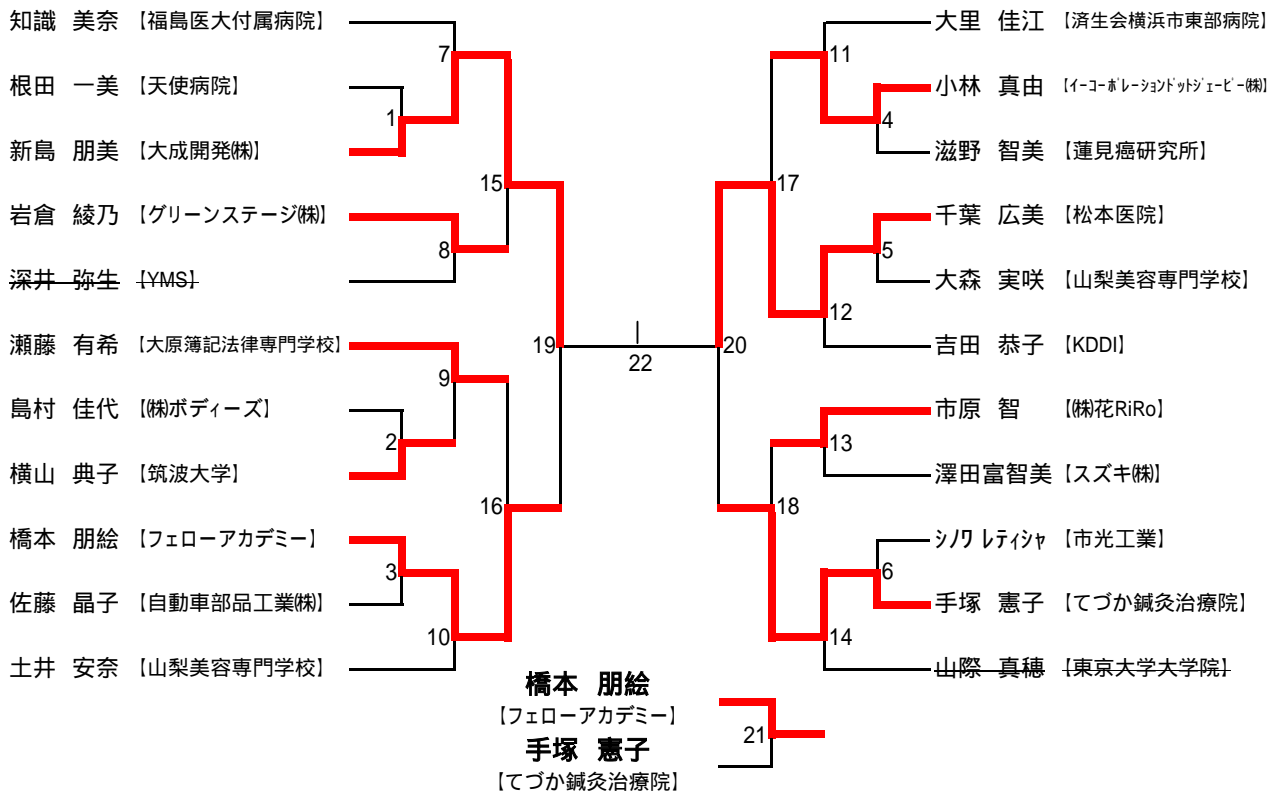 知識 美奈 【福島医大付属病院】
根田 一美 【天使病院】
新島 朋美 【大成開発㈱】
岩倉 綾乃 【グリーンステージ㈱】
深井 弥生 【YMS】
瀬藤 有希 【大原簿記法律専門学校】
島村 佳代 【㈱ボディーズ】
横山 典子 【筑波大学】
橋本 朋絵 【フェローアカデミー】
佐藤 晶子 【自動車部品工業㈱】
土井 安奈 【山梨美容専門学校】
1
2
3
7
8
9
10
15
16
19
22
20
17
18
11
12
13
14
4
5
6
大里 佳江 【済生会横浜市東部病院】
小林 真由 【ｲｰｺｰﾎﾟﾚｰｼｮﾝﾄﾞｯﾄｼﾞｪｰﾋﾟｰ㈱】
滋野 智美 【蓮見癌研究所】
千葉 広美 【松本医院】
大森 実咲 【山梨美容専門学校】
吉田 恭子 【KDDI】
市原 智 【㈱花RiRo】
澤田富智美 【スズキ㈱】
シノワ レティシャ 【市光工業】
手塚 憲子 【てづか鍼灸治療院】
山際 真穂 【東京大学大学院】
橋本 朋絵
【フェローアカデミー】
手塚 憲子
【てづか鍼灸治療院】
21